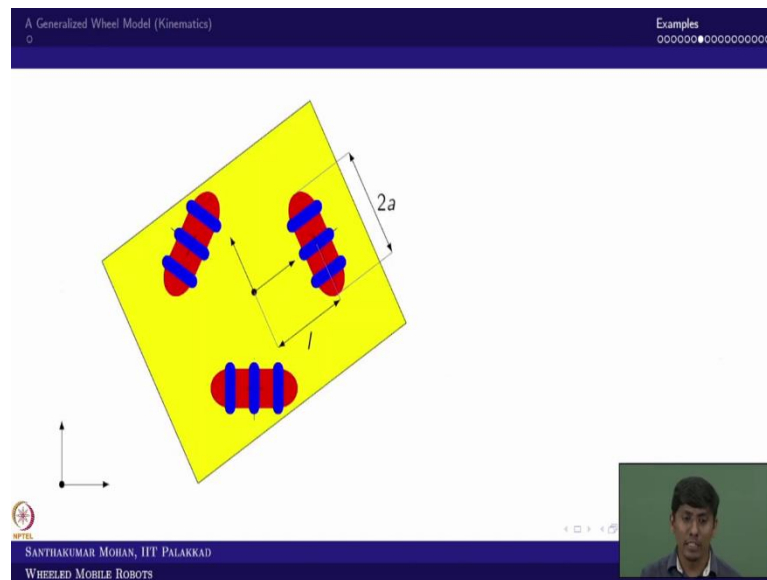 A Generalized Wheel Model (Kinematics)
Examples
2a
l
NPTEL
SANTHAKUMAR MOHAN, IIT PALAKKAD
WHEELED MOBILE ROBOTS